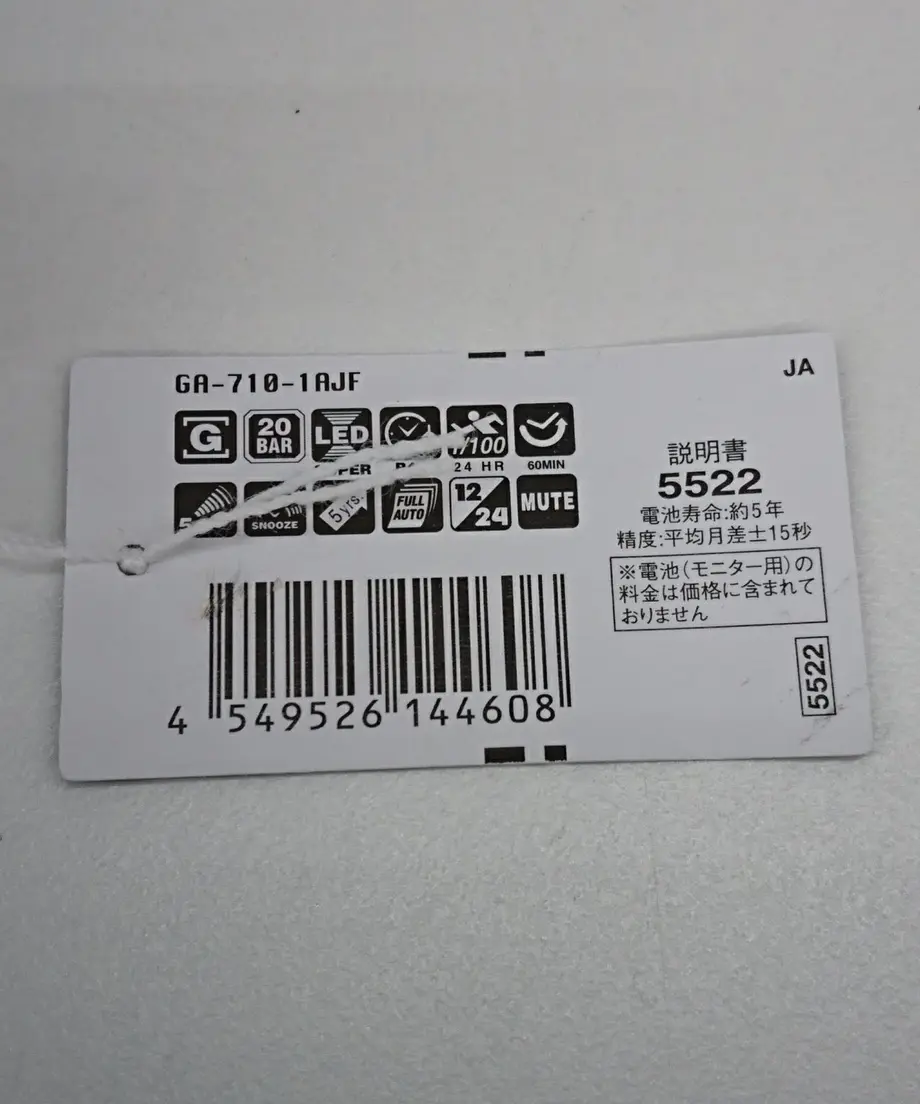 GA-710-1AJF
JA
G
20 BAR
LED
1/100
24 HR
60MIN
SNOOZE
5 yrs.
FULL AUTO
12 24
MUTE
説明書
5522
電池寿命:約5年
精度:平均月差±15秒
※電池(モニター用)の
料金は価格に含まれて
おりません
5522
4 549526 144608